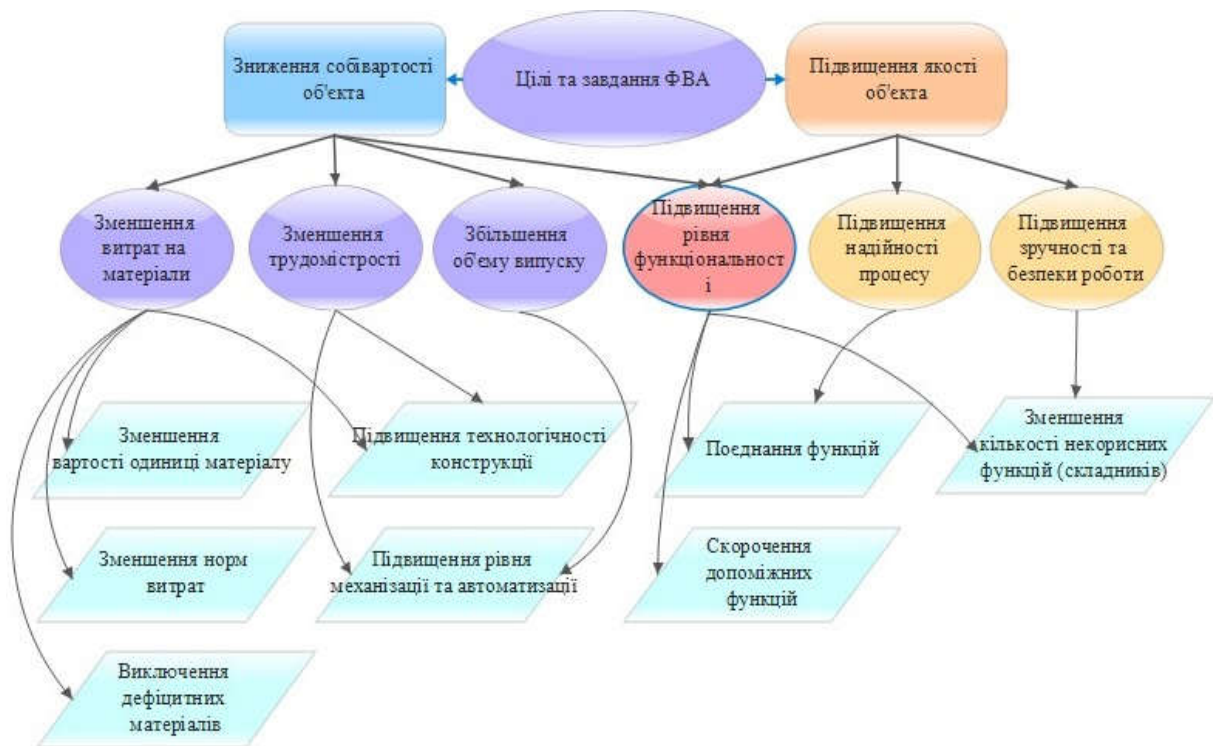 Зниження собівартості
об'єкта
Цілі та завдання ФВА
Підвищення якості
об'єкта
Зменшення
витрат на
матеріали
Зменшення
трудомістрості
Збільшення
об'єму випуску
Підвищення
рівня
функціональност
і
Підвищення
надійності
процесу
Підвищення
зручності та
безпеки роботи
Зменшення
вартості одиниці матеріалу
Підвищення технологічності
конструкції
Поєднання функцій
Зменшення
кількості некорисних
функцій (складників)
Зменшення норм
витрат
Підвищення рівня
механізації та автоматизації
Скорочення
допоміжних
функцій
Виключення
дефіцитних
матеріалів